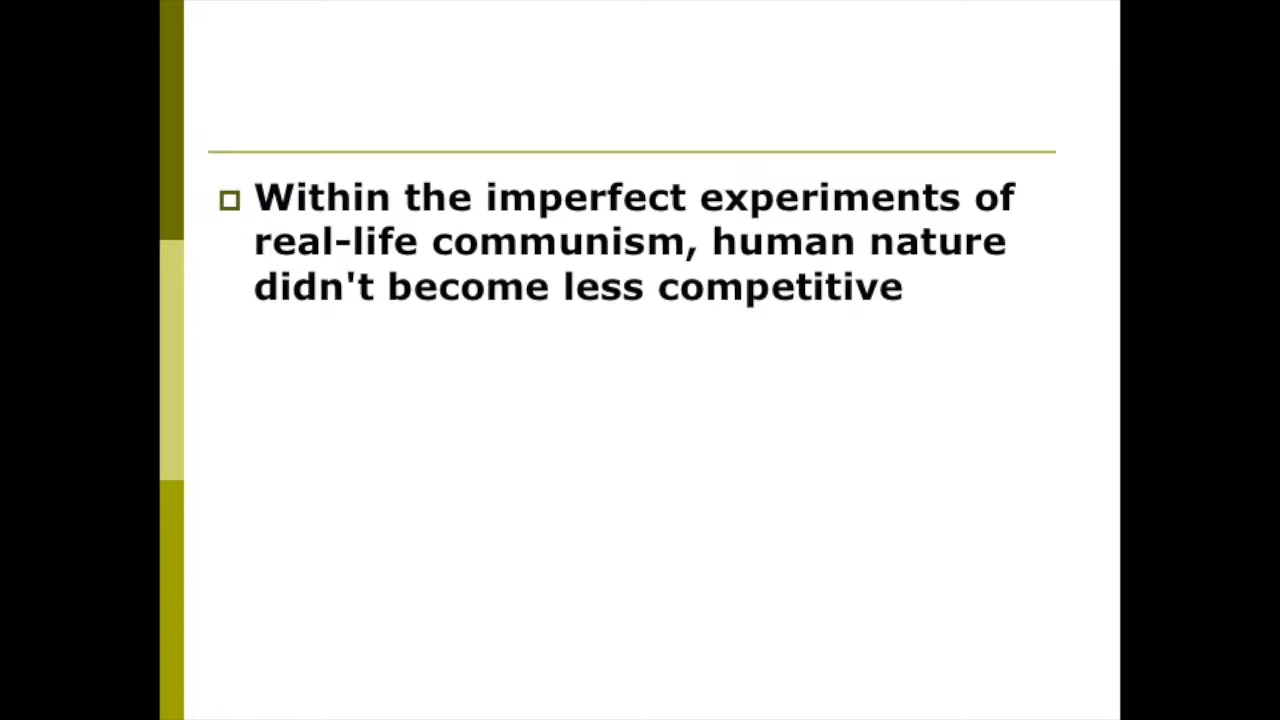 Within the imperfect experiments of
real-life communism, human nature
didn't become less competitive